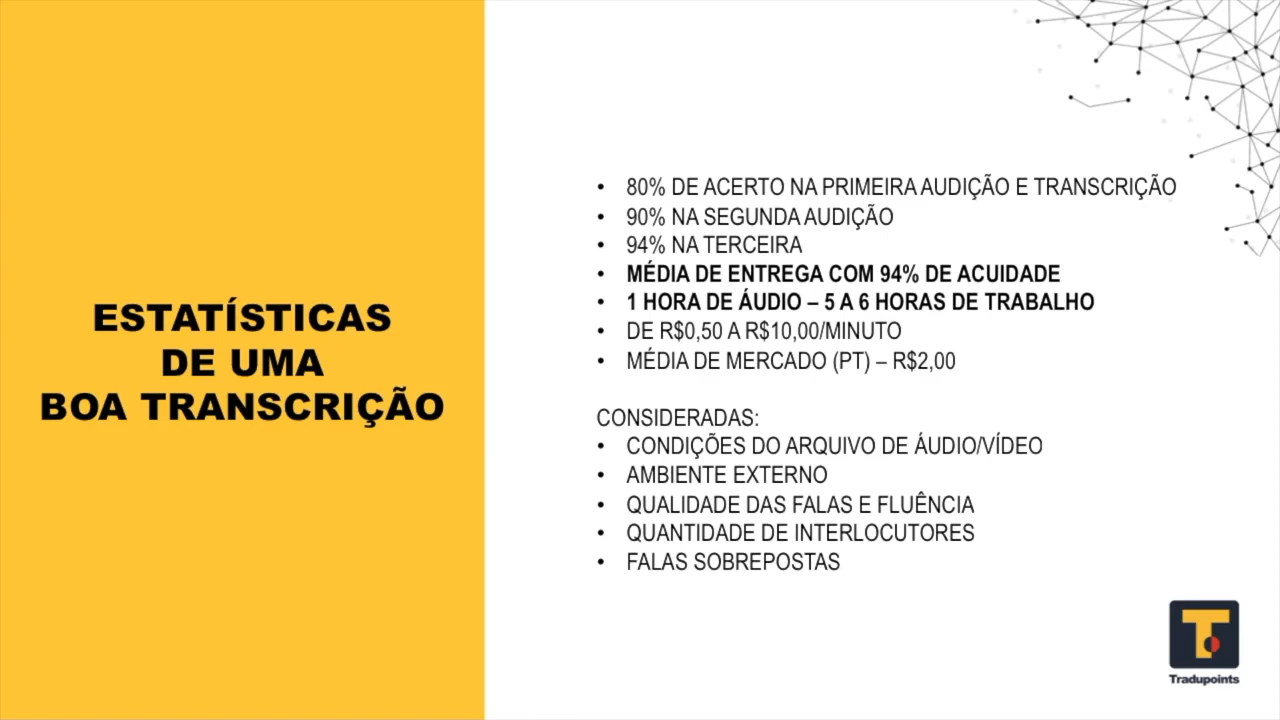 ESTATÍSTICAS
DE UMA
BOA TRANSCRIÇÃO
• 80% DE ACERTO NA PRIMEIRA AUDIÇÃO E TRANSCRIÇÃO
• 90% NA SEGUNDA AUDIÇÃO
• 94% NA TERCEIRA
• MÉDIA DE ENTREGA COM 94% DE ACUIDADE
• 1 HORA DE ÁUDIO – 5 A 6 HORAS DE TRABALHO
• DE R$0,50 A R$10,00/MINUTO
• MÉDIA DE MERCADO (PT) – R$2,00
CONSIDERADAS:
• CONDIÇÕES DO ARQUIVO DE ÁUDIO/VÍDEO
• AMBIENTE EXTERNO
• QUALIDADE DAS FALAS E FLUÊNCIA
• QUANTIDADE DE INTERLOCUTORES
• FALAS SOBREPOSTAS
T
Tradupoints